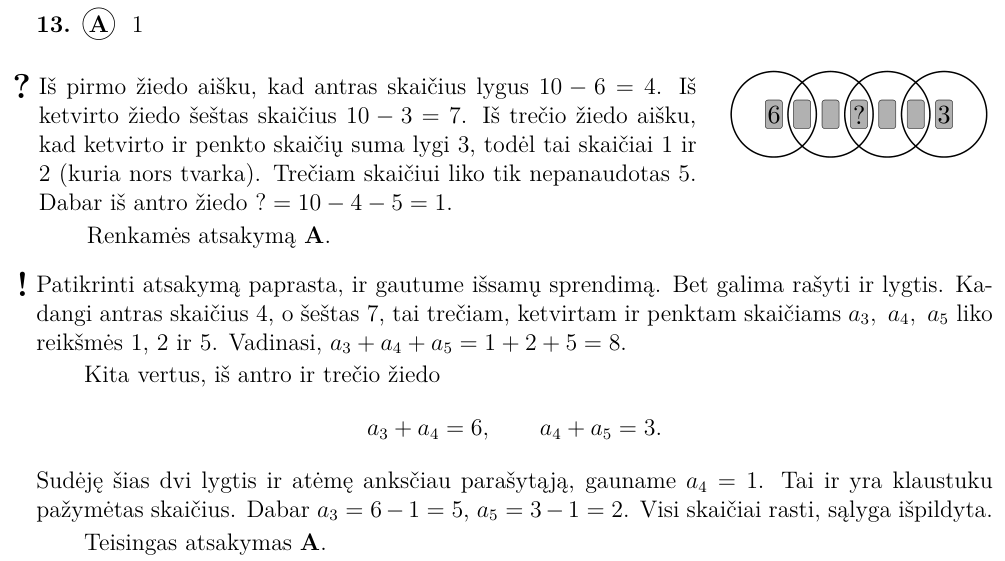 13. A 1
? Iš pirmo žiedo aišku, kad antras skaičius lygus 10 − 6 = 4. Iš
ketvirto žiedo šeštas skaičius 10 − 3 = 7. Iš trečio žiedo aišku,
kad ketvirto ir penkto skaičių suma lygi 3, todėl tai skaičiai 1 ir
2 (kuria nors tvarka). Trečiam skaičiui liko tik nepanaudotas 5.
Dabar iš antro žiedo ? = 10 − 4 − 5 = 1.
Renkamės atsakymą A.
6 ? 3
! Patikrinti atsakymą paprasta, ir gautume išsamų sprendimą. Bet galima rašyti ir lygtis. Ka-
dangi antras skaičius 4, o šeštas 7, tai trečiam, ketvirtam ir penktam skaičiams a₃, a₄, a₅ liko
reikšmės 1, 2 ir 5. Vadinasi, a₃ + a₄ + a₅ = 1 + 2 + 5 = 8.
Kita vertus, iš antro ir trečio žiedo
a₃ + a₄ = 6, a₄ + a₅ = 3.
Sudėję šias dvi lygtis ir atėmę anksčiau parašytąją, gauname a₄ = 1. Tai ir yra klaustuku
pažymėtas skaičius. Dabar a₃ = 6 − 1 = 5, a₅ = 3 − 1 = 2. Visi skaičiai rasti, sąlyga išpildyta.
Teisingas atsakymas A.